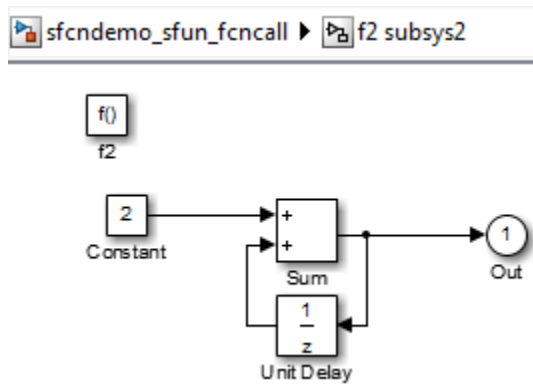 sfcndemo_sfun_fcncall ▶ f2 subsys2
f()
f2
2
Constant
+
+
Sum
1
Out
1
z
Unit Delay